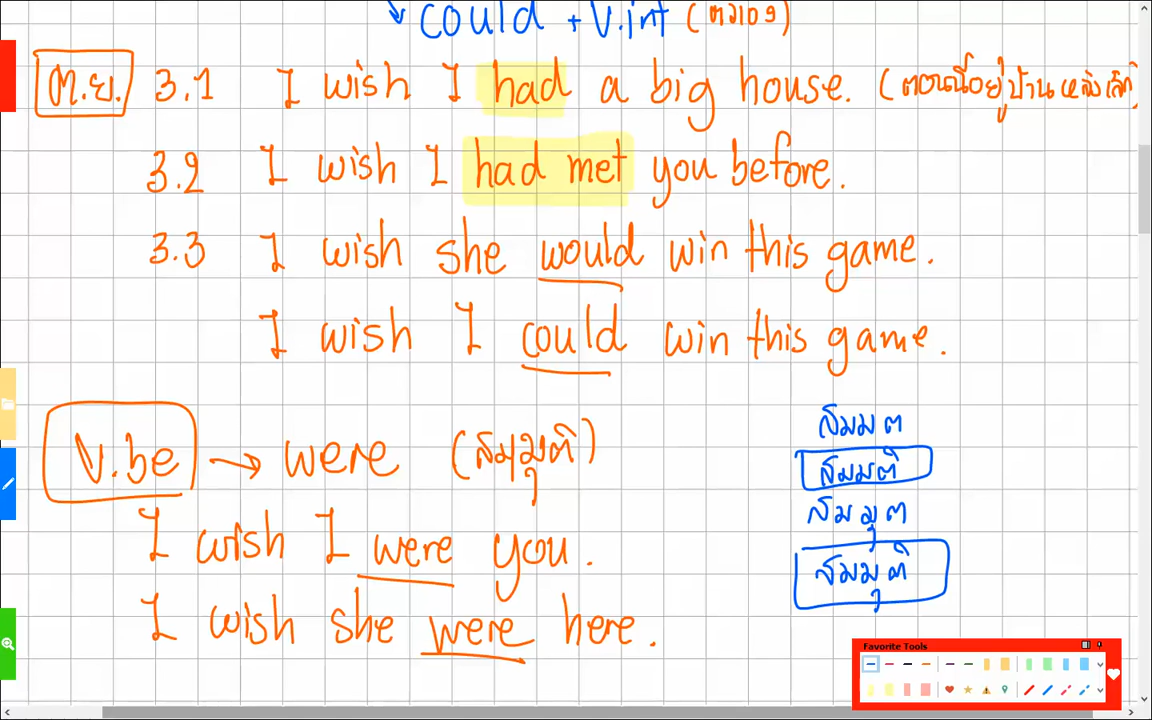 could + V.inf (
ต.ย. 3.1 I wish I had a big house. (ตอนนี้อยู่บ้านหลังเล็ก)
3.2 I wish I had met you before.
3.3 I wish she would win this game.
I wish I could win this game.
V.be → were (สมมุติ)
I wish I were you.
I wish she were here.
สมมต
สมมติ
สมมุต
สมมุติ
Favorite Tools